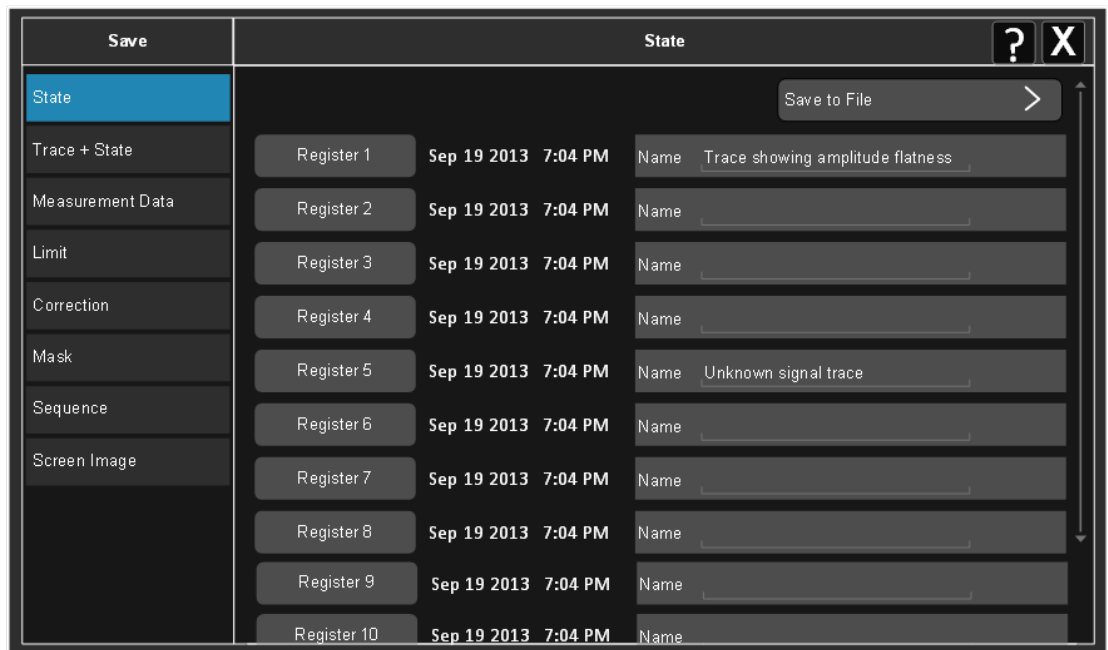 Save
State
? X
State
Save to File >
Trace + State
Measurement Data
Limit
Correction
Mask
Sequence
Screen Image
Register 1 Sep 19 2013 7:04 PM Name Trace showing amplitude flatness
Register 2 Sep 19 2013 7:04 PM Name
Register 3 Sep 19 2013 7:04 PM Name
Register 4 Sep 19 2013 7:04 PM Name
Register 5 Sep 19 2013 7:04 PM Name Unknown signal trace
Register 6 Sep 19 2013 7:04 PM Name
Register 7 Sep 19 2013 7:04 PM Name
Register 8 Sep 19 2013 7:04 PM Name
Register 9 Sep 19 2013 7:04 PM Name
Register 10 Sep 19 2013 7:04 PM Name